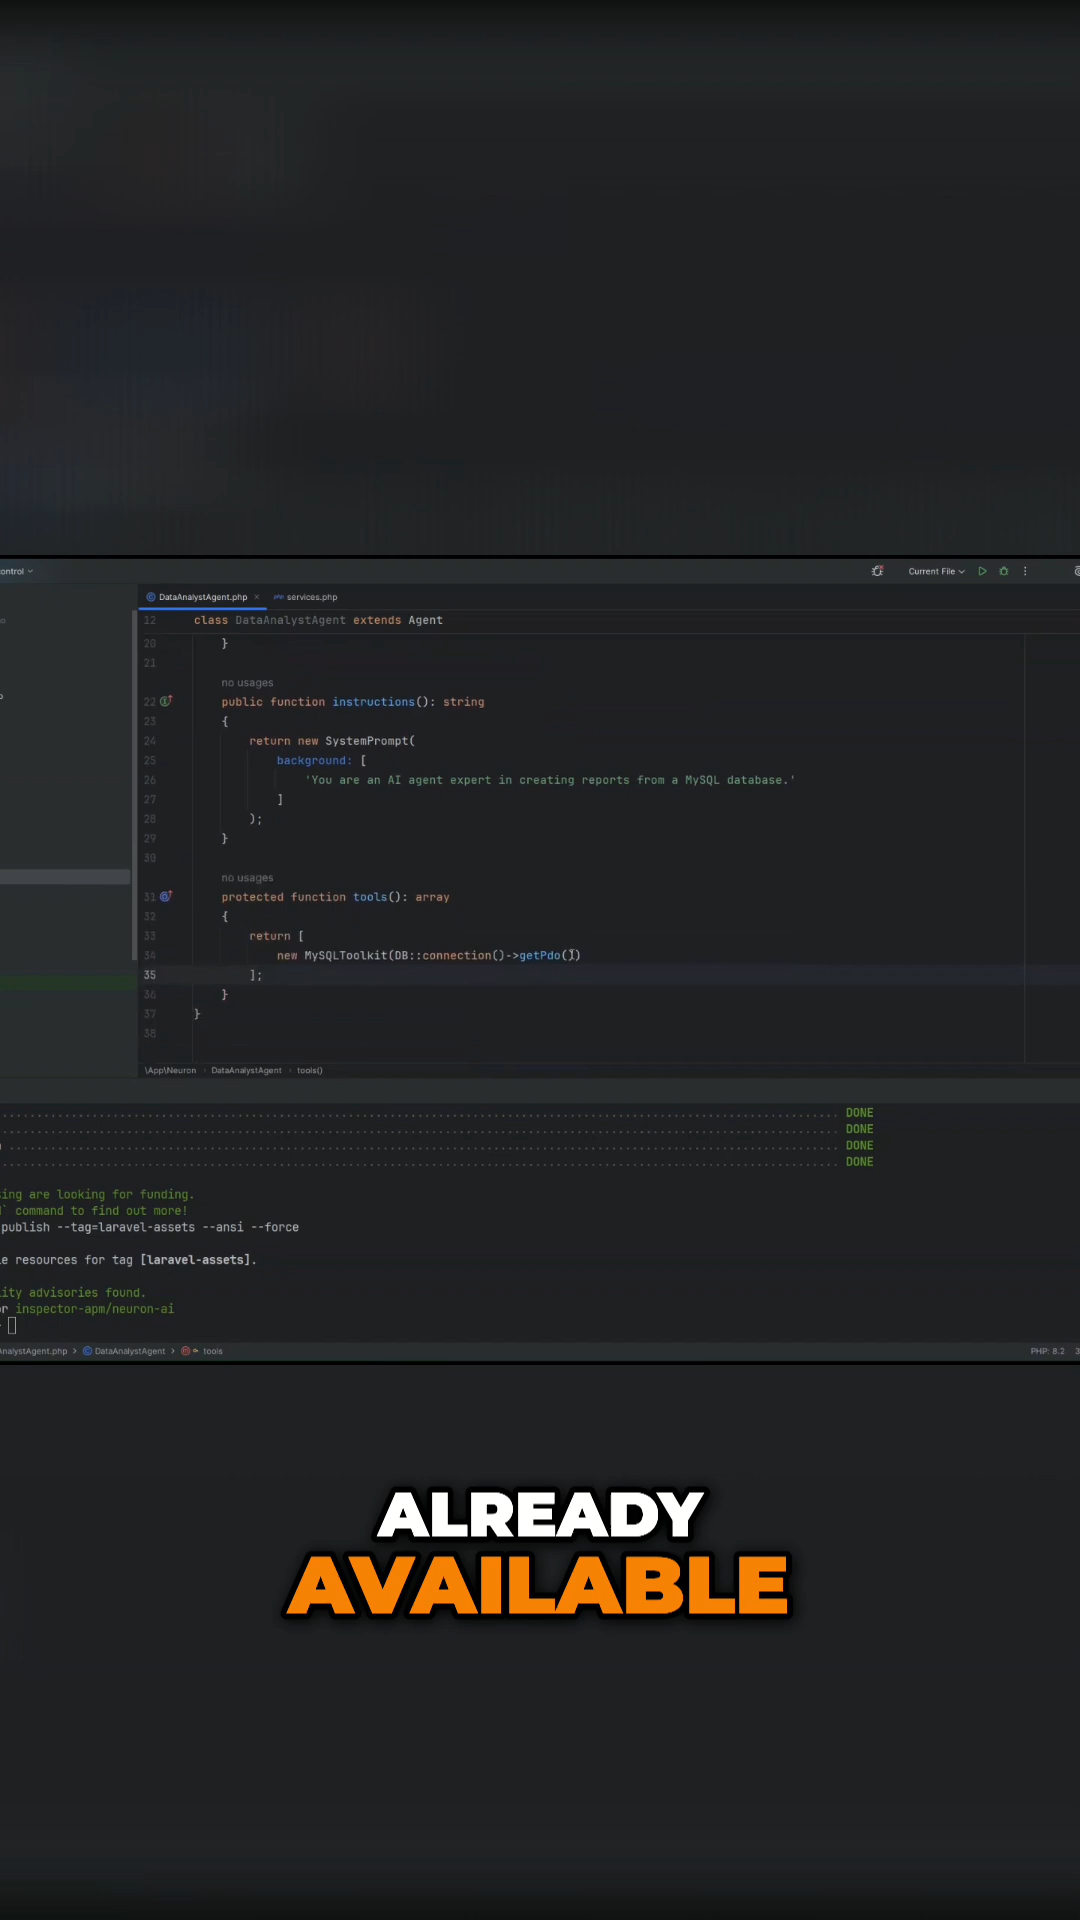 Current File
DataAnalystAgent.php
services.php
12 class DataAnalystAgent extends Agent
20 }
21
no usages
22 public function instructions(): string
23 {
24 return new SystemPrompt(
25 background: [
26 'You are an AI agent expert in creating reports from a MySQL database.'
27 ]
28 );
29 }
30
no usages
31 protected function tools(): array
32 {
33 return [
34 new MySQLToolkit(DB::connection()->getPdo())
35 ];
36 }
37 }
38
\App\Neuron › DataAnalystAgent › tools()
DONE
DONE
DONE
DONE
are looking for funding.
command to find out more!
publish --tag=laravel-assets --ansi --force
resources for tag [laravel-assets].
advisories found.
inspector-apm/neuron-ai
AnalystAgent.php > DataAnalystAgent > tools
PHP: 8.2
ALREADY
AVAILABLE